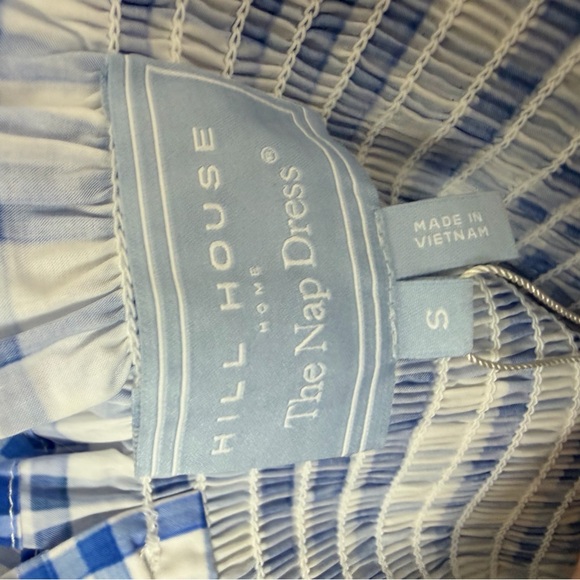 HILL HOUSE
HOME
The Nap Dress®
MADE IN
VIETNAM
S